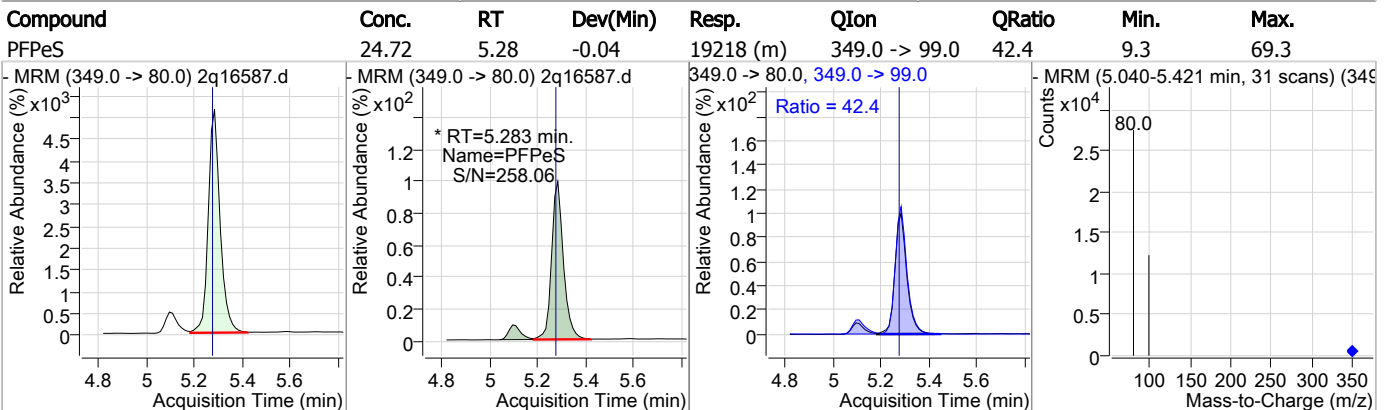 Compound Conc. RT Dev(Min) Resp. QIon QRatio Min. Max.
PFPeS 24.72 5.28 -0.04 19218 (m) 349.0 -> 99.0 42.4 9.3 69.3
- MRM (349.0 -> 80.0) 2q16587.d
Relative Abundance (%)
x10³
4.5
4
3.5
3
2.5
2
1.5
1
0.5
0
4.8 5 5.2 5.4 5.6
Acquisition Time (min)
- MRM (349.0 -> 80.0) 2q16587.d
Relative Abundance (%)
x10²
* RT=5.283 min.
Name=PFPeS
S/N=258.06
1.2
1
0.8
0.6
0.4
0.2
0
4.8 5 5.2 5.4 5.6
Acquisition Time (min)
349.0 -> 80.0, 349.0 -> 99.0
Relative Abundance (%)
x10²
Ratio = 42.4
1.6
1.4
1.2
1
0.8
0.6
0.4
0.2
0
4.8 5 5.2 5.4 5.6
Acquisition Time (min)
- MRM (5.040-5.421 min, 31 scans) (349
Counts
x10⁴
80.0
2.5
2
1.5
1
0.5
0
100 150 200 250 300 350
Mass-to-Charge (m/z)